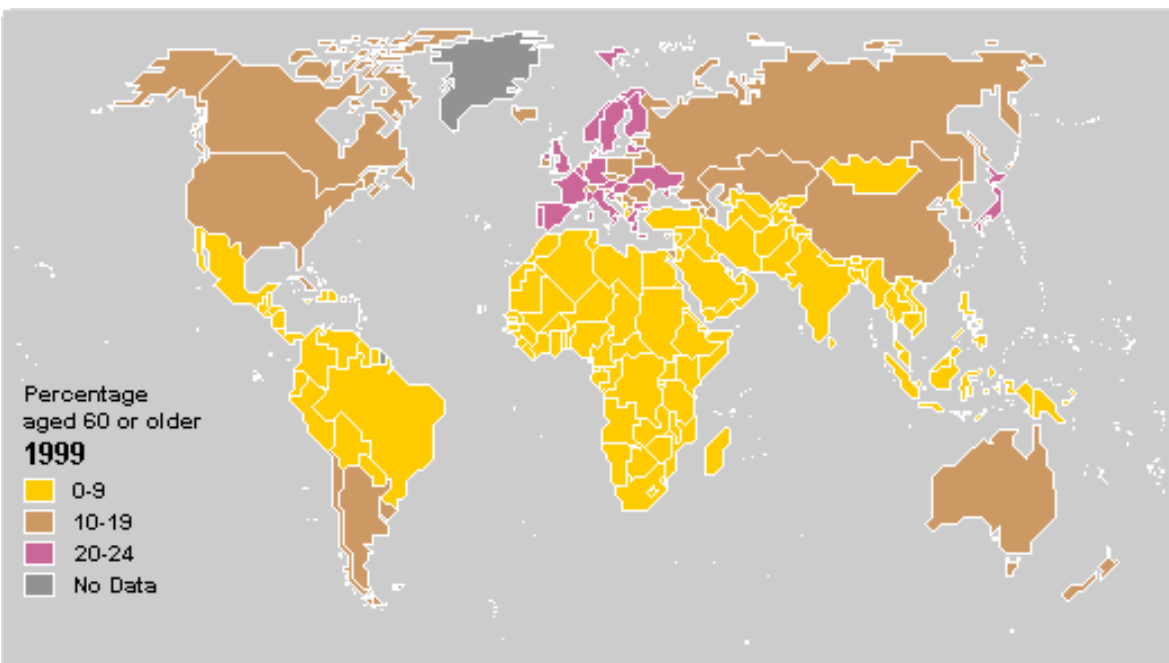 Percentage
aged 60 or older
1999
0-9
10-19
20-24
No Data